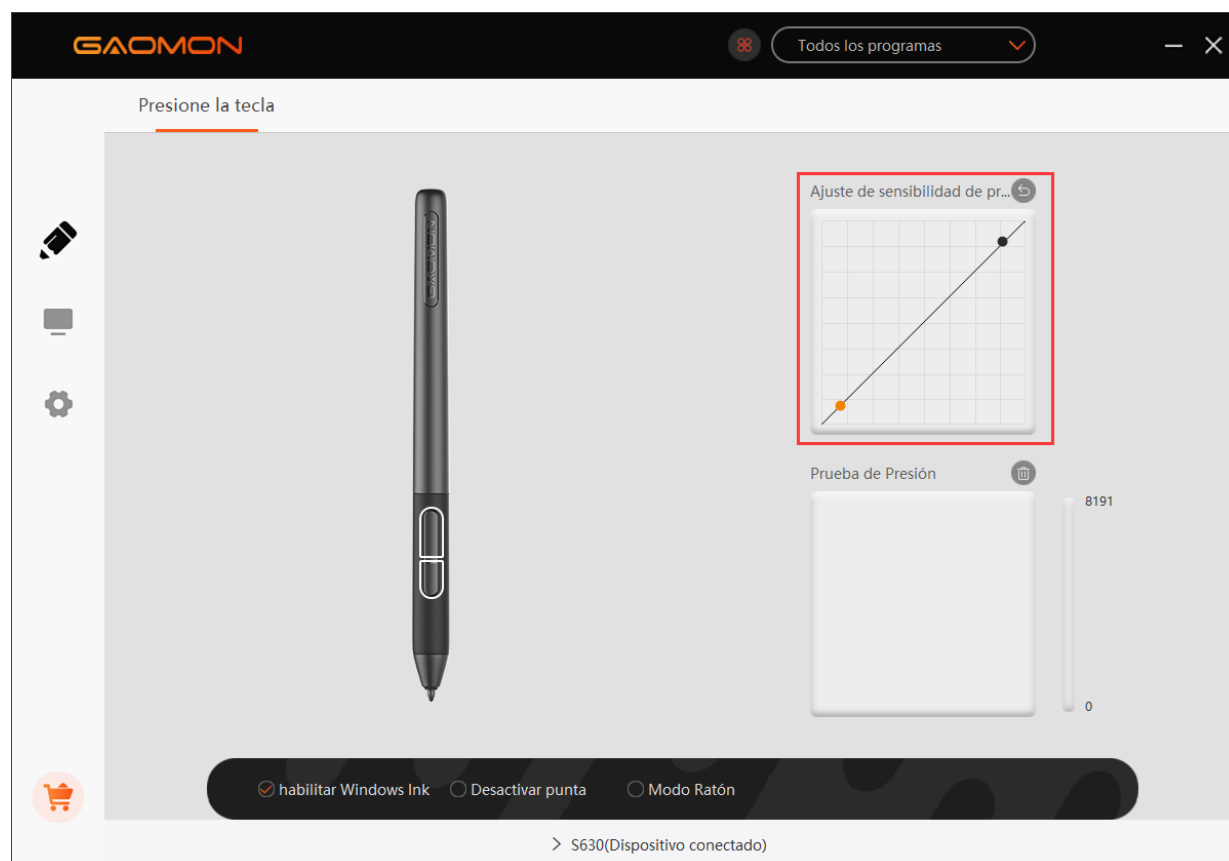 GAOMON
Todos los programas
Presione la tecla
GAOMON
Ajuste de sensibilidad de pr...
Prueba de Presión
8191
0
habilitar Windows Ink
Desactivar punta
Modo Ratón
S630(Dispositivo conectado)